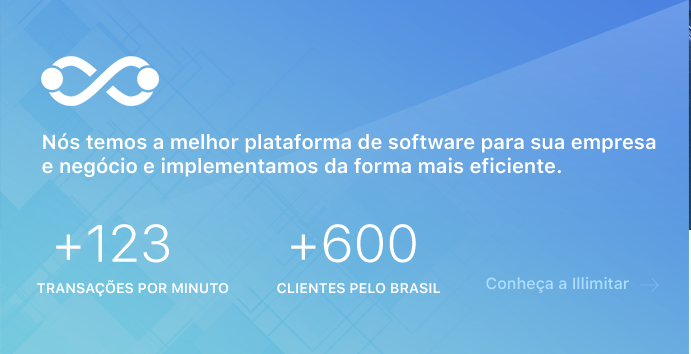 Nós temos a melhor plataforma de software para sua empresa
e negócio e implementamos da forma mais eficiente.
+123
+600
TRANSAÇÕES POR MINUTO
CLIENTES PELO BRASIL
Conheça a Illimitar →